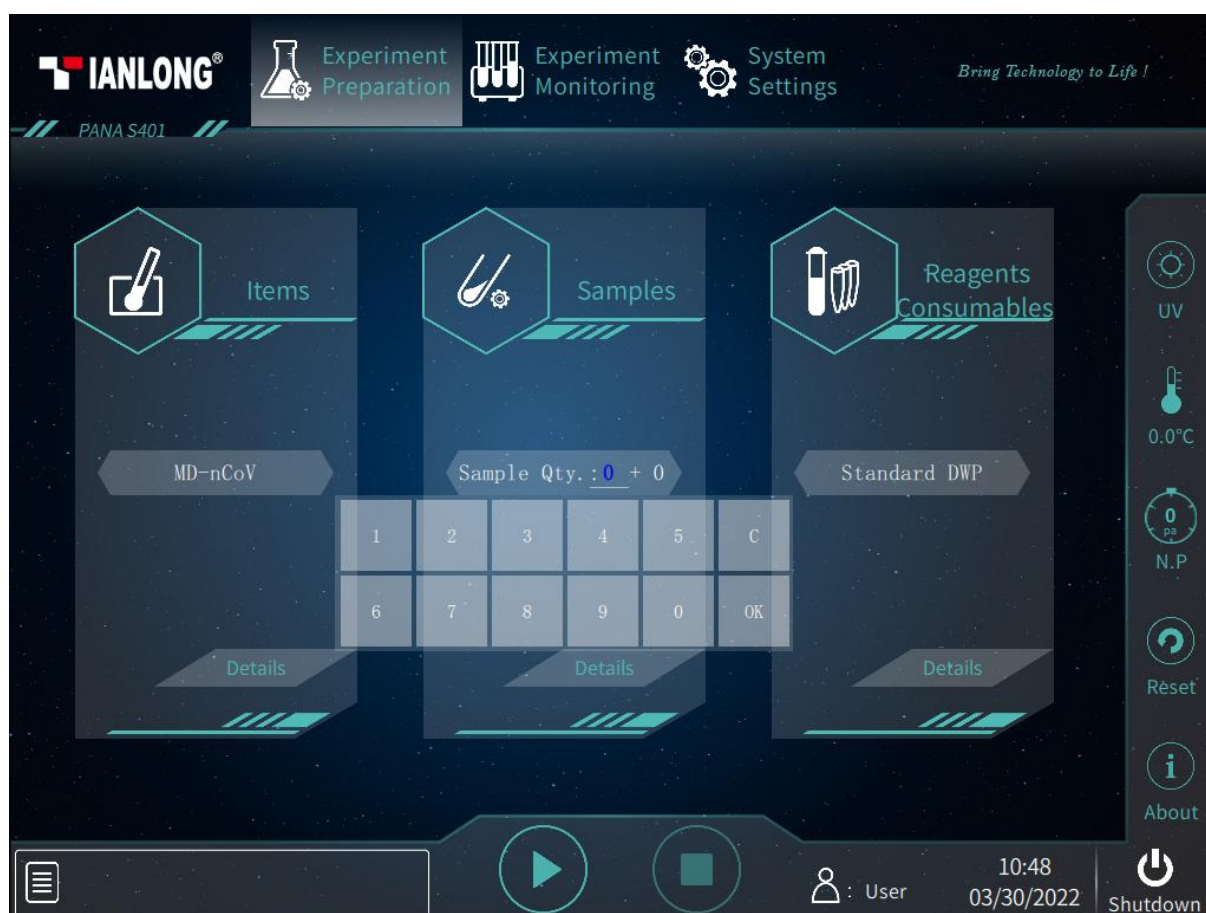 TIANLONG®
Experiment
Preparation
Experiment
Monitoring
System
Settings
Bring Technology to Life !
PANA S401
Items
Samples
Reagents
Consumables
UV
0.0°C
MD-nCoV
Sample Qty.:0 + 0
Standard DWP
0
pa
N.P
1 2 3 4 5 C
6 7 8 9 0 OK
Details
Details
Details
Reset
i
About
: User
10:48
03/30/2022
Shutdown